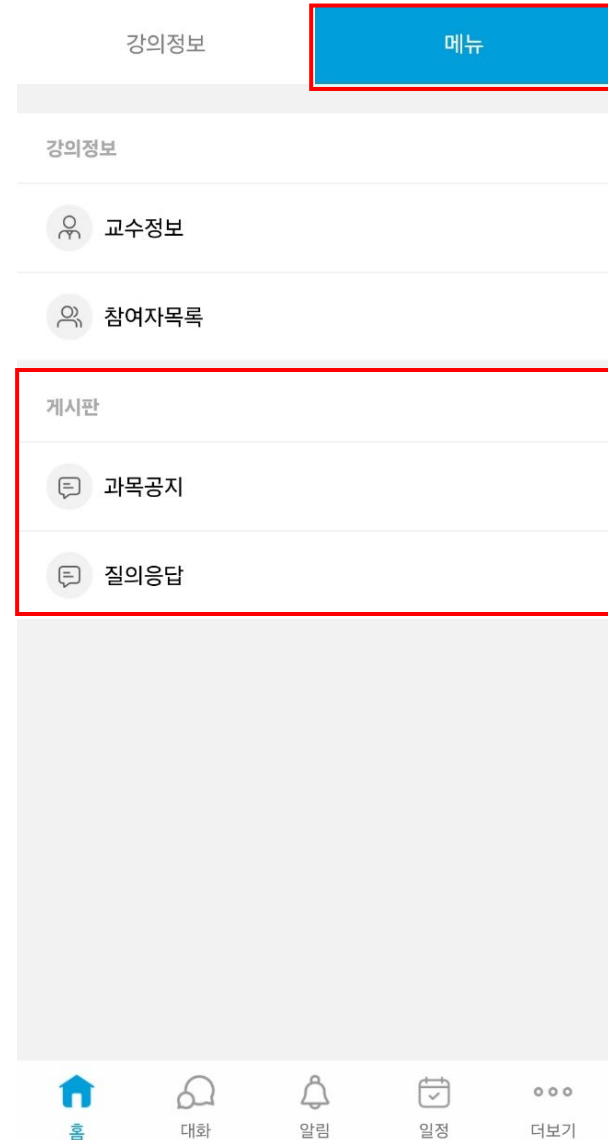 강의정보 메뉴
강의정보
교수정보
참여자목록
게시판
과목공지
질의응답
홈 대화 알림 일정 더보기